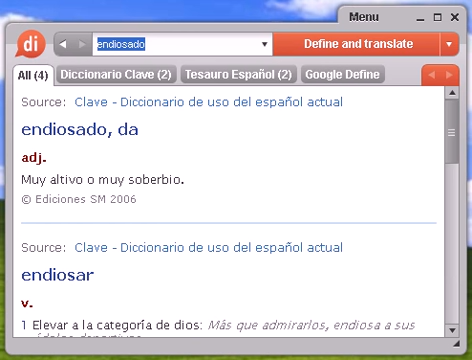 Menu
di
endiosado
Define and translate
All (4)
Diccionario Clave (2)
Tesauro Español (2)
Google Define
Source: Clave - Diccionario de uso del español actual
endiosado, da
adj.
Muy altivo o muy soberbio.
© Ediciones SM 2006
Source: Clave - Diccionario de uso del español actual
endiosar
v.
1 Elevar a la categoría de dios: Más que admirarlos, endiosa a sus
ídolos deportivos